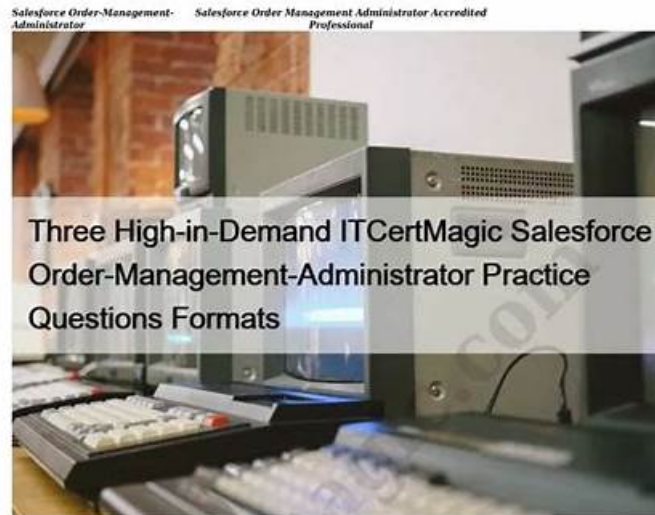 Salesforce Order-Management- Salesforce Order Management Administrator Accredited
Administrator Professional
Three High-in-Demand ITCertMagic Salesforce
Order-Management-Administrator Practice
Questions Formats